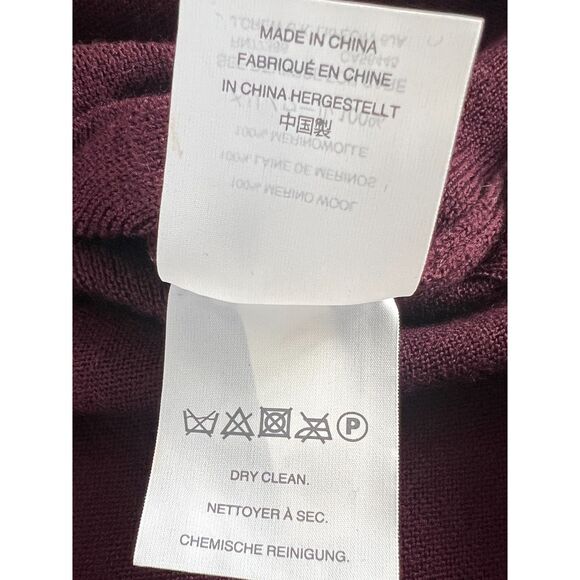 MADE IN CHINA
FABRIQUÉ EN CHINE
IN CHINA HERGESTELLT
中国製
100% MERINOWOLLE
100% LAINE DE MERINOS
100% MERINO WOOL
P
DRY CLEAN.
NETTOYER À SEC.
CHEMISCHE REINIGUNG.